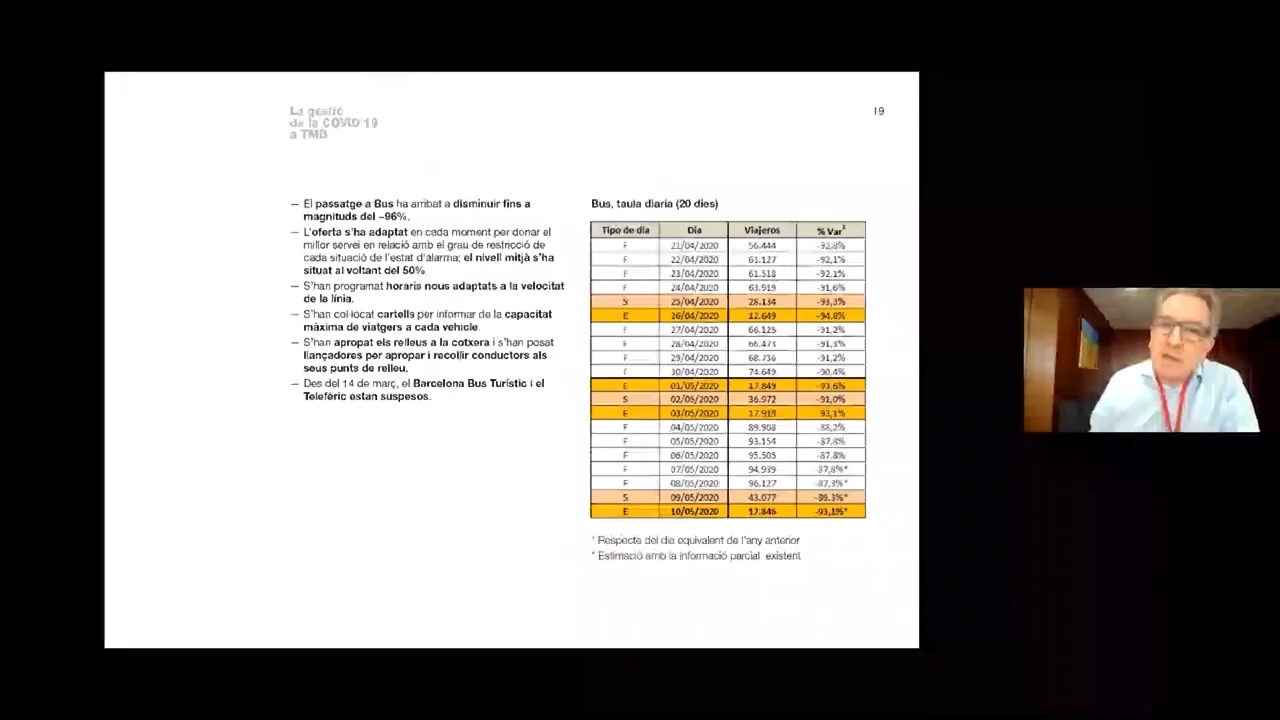 La gestió
de la COVID 19
a TMB
19
— El passatge a Bus ha arribat a disminuir fins a
magnituds del -96%.
— L'oferta s'ha adaptat en cada moment per donar el
millor servei en relació amb el grau de restricció de
cada situació de l'estat d'alarma; el nivell mitjà s'ha
situat al voltant del 50%.
— S'han programat horaris nous adaptats a la velocitat
de la línia.
— S'han col·locat cartells per informar de la capacitat
màxima de viatgers a cada vehicle.
— S'han apropat els relleus a la cotxera i s'han posat
llançadores per apropar i recollir conductors als
seus punts de relleu.
— Des del 14 de març, el Barcelona Bus Turístic i el
Telefèric estan suspesos.
Bus, taula diaria (20 dies)
Tipo de dia Dia Viajeros % Var¹
F 21/04/2020 56.444 -92,8%
F 22/04/2020 61.127 -92,1%
F 23/04/2020 61.518 -92,1%
F 24/04/2020 63.919 -91,6%
S 25/04/2020 28.134 -93,3%
E 26/04/2020 12.649 -94,8%
F 27/04/2020 66.125 -91,2%
F 28/04/2020 66.473 -91,3%
F 29/04/2020 68.736 -91,2%
F 30/04/2020 74.649 -90,4%
E 01/05/2020 17.849 -93,6%
S 02/05/2020 36.972 -91,0%
E 03/05/2020 17.918 93,1%
F 04/05/2020 89.908 -88,2%
F 05/05/2020 93.154 -87,8%
F 06/05/2020 95.505 -87,8%
F 07/05/2020 94.939 -87,8%*
F 08/05/2020 96.127 -87,3%*
S 09/05/2020 43.077
E 10/05/2020 17.846 -93,1%*
¹ Respecte del dia equivalent de l'any anterior
* Estimació amb la informació parcial existent